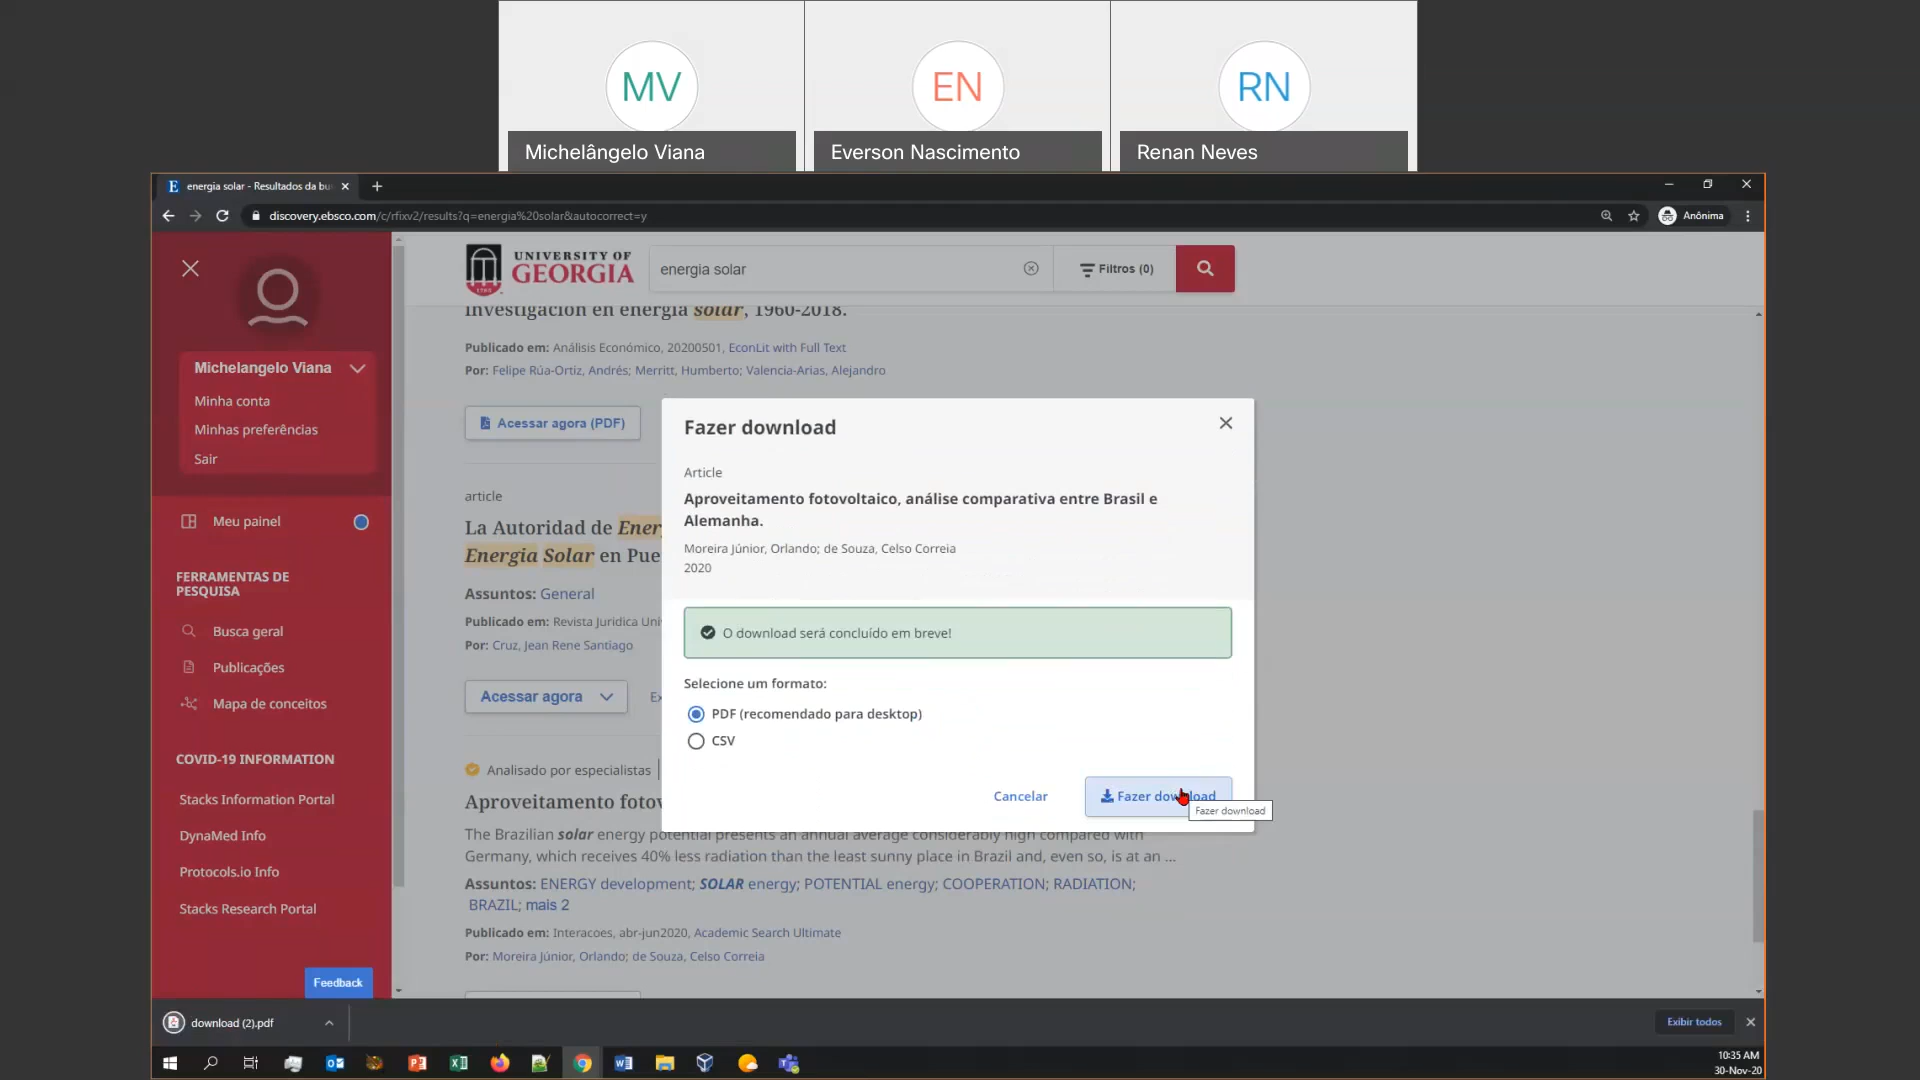 MV
EN
RN
Michelângelo Viana
Everson Nascimento
Renan Neves
E energia solar - Resultados da bu
discovery.ebsco.com/c/rfixv2/results?q=energia%20solar&autocorrect=y
Anônima
Michelangelo Viana
Minha conta
Minhas preferências
Sair
Meu painel
FERRAMENTAS DE
PESQUISA
Busca geral
Publicações
Mapa de conceitos
COVID-19 INFORMATION
Stacks Information Portal
DynaMed Info
Protocols.io Info
Stacks Research Portal
Feedback
UNIVERSITY OF
GEORGIA
1785
energia solar
Filtros (0)
Investigación en energía solar, 1960-2018.
Publicado em: Análisis Económico, 20200501, EconLit with Full Text
Por: Felipe Rúa-Ortiz, Andrés; Merritt, Humberto; Valencia-Arias, Alejandro
Acessar agora (PDF)
article
La Autoridad de Ener
Energia Solar en Pue
Assuntos: General
Publicado em: Revista Juridica Uni
Por: Cruz, Jean Rene Santiago
Acessar agora
Ex
Analisado por especialistas
Aproveitamento fotov
The Brazilian solar energy potential presents an annual average considerably high compared with
Germany, which receives 40% less radiation than the least sunny place in Brazil and, even so, is at an ...
Assuntos: ENERGY development; SOLAR energy; POTENTIAL energy; COOPERATION; RADIATION;
BRAZIL; mais 2
Publicado em: Interacoes, abr-jun2020, Academic Search Ultimate
Por: Moreira Júnior, Orlando; de Souza, Celso Correia
Fazer download
Article
Aproveitamento fotovoltaico, análise comparativa entre Brasil e
Alemanha.
Moreira Júnior, Orlando; de Souza, Celso Correia
2020
O download será concluído em breve!
Selecione um formato:
PDF (recomendado para desktop)
CSV
Cancelar
Fazer download
Fazer download
download (2).pdf
Exibir todos
10:35 AM
30-Nov-20